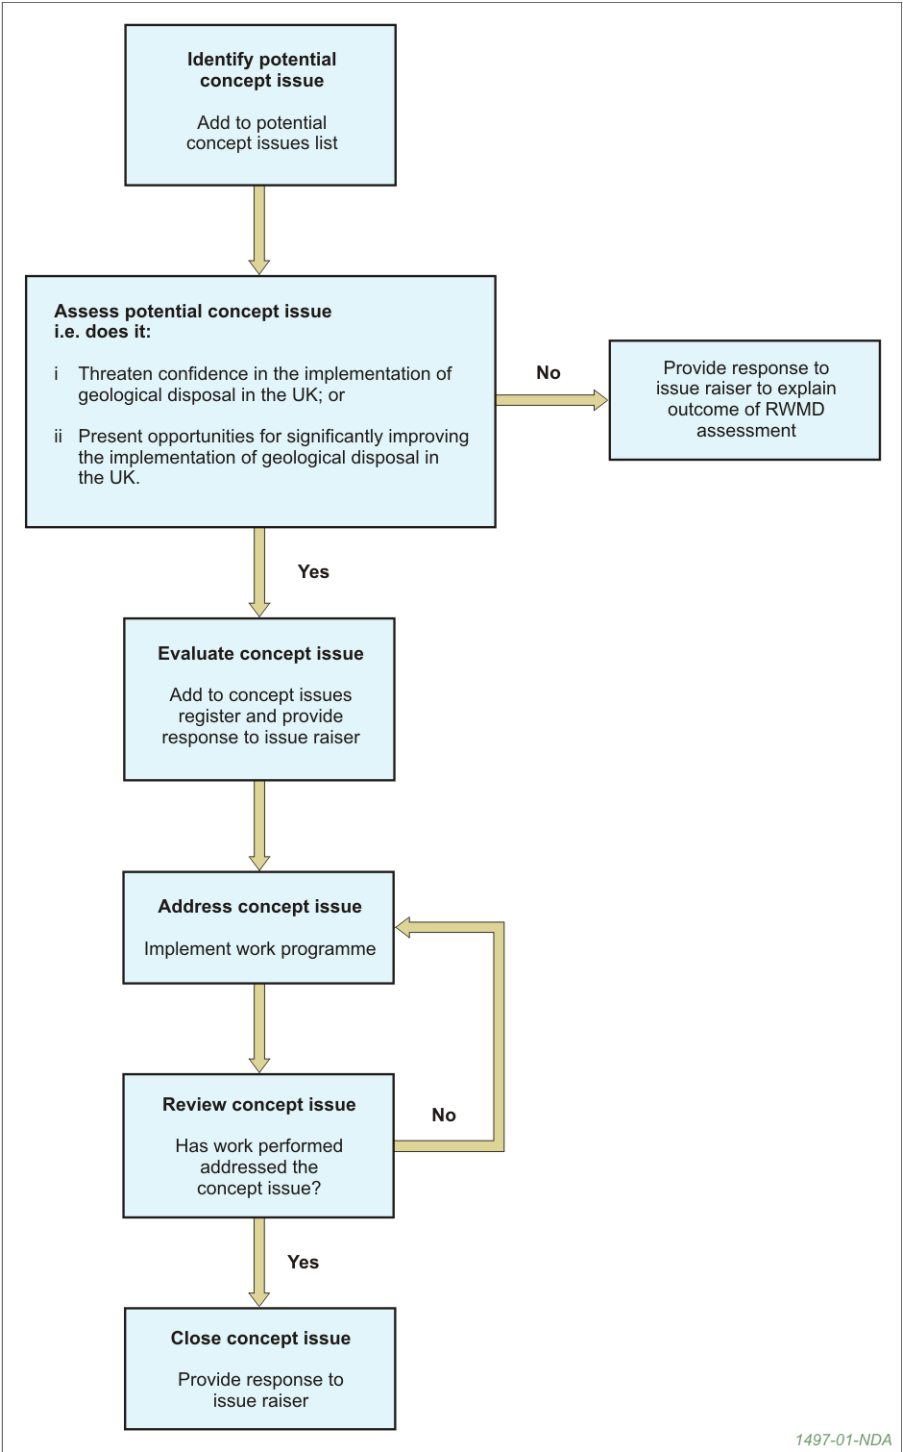 Identify potential
concept issue
Add to potential
concept issues list
Assess potential concept issue
i.e. does it:
i Threaten confidence in the implementation of
geological disposal in the UK; or
ii Present opportunities for significantly improving
the implementation of geological disposal in
the UK.
No
Provide response to
issue raiser to explain
outcome of RWMD
assessment
Yes
Evaluate concept issue
Add to concept issues
register and provide
response to issue raiser
Address concept issue
Implement work programme
Review concept issue
Has work performed
addressed the
concept issue?
No
Yes
Close concept issue
Provide response to
issue raiser
1497-01-NDA